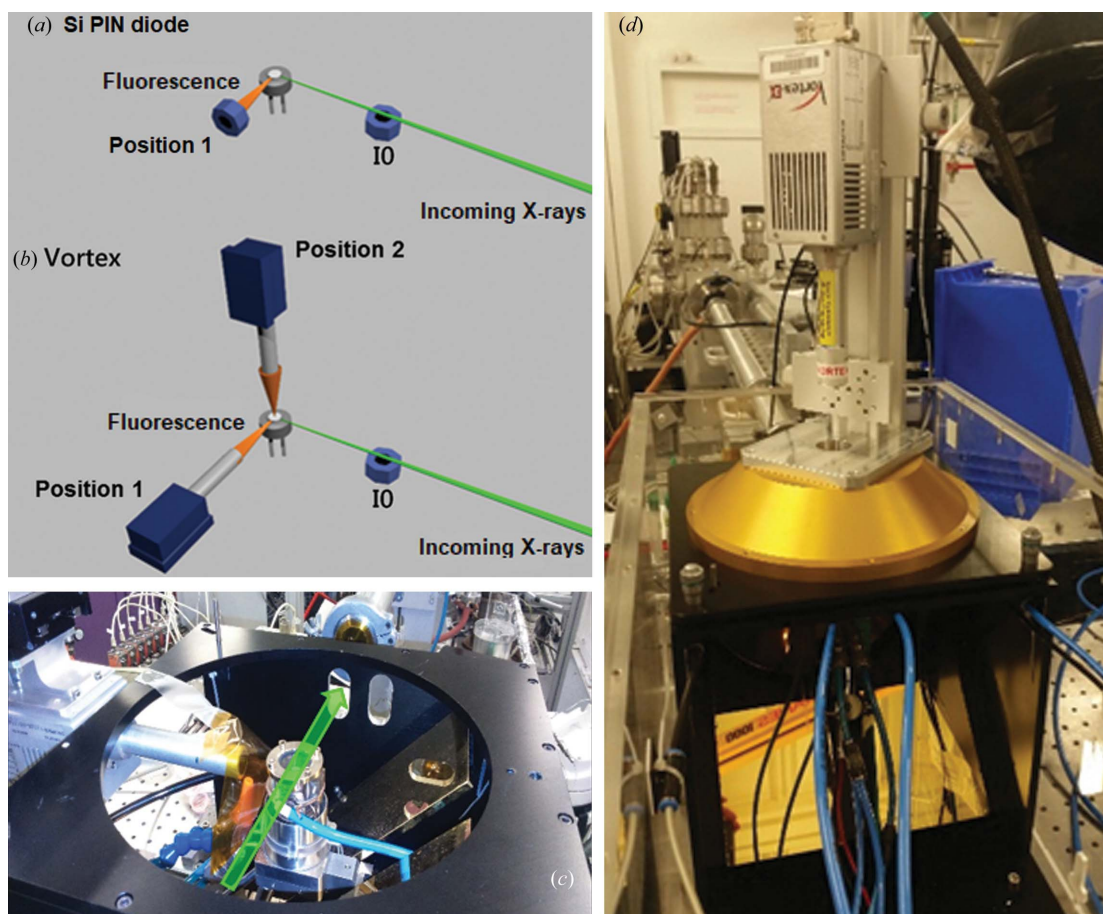 (a) Si PIN diode
Fluorescence
Position 1
I0
Incoming X-rays
(b) Vortex
Position 2
Fluorescence
Position 1
I0
Incoming X-rays
(c)
(d)
Vortex-EX
VORTEX